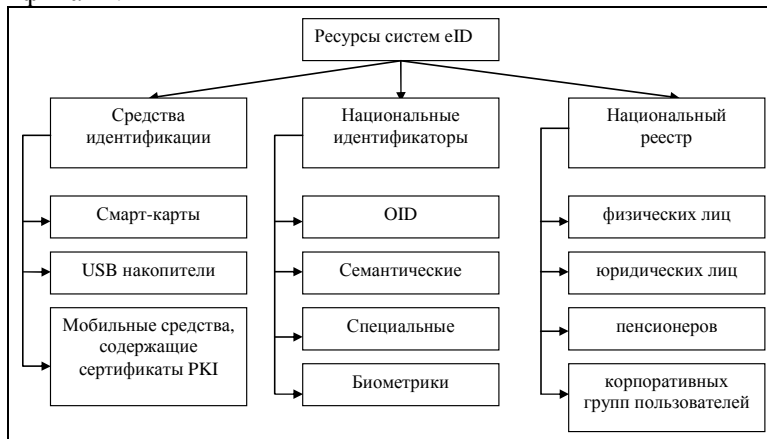 Ресурсы систем eID
Средства
идентификации
Смарт-карты
USB накопители
Мобильные средства,
содержащие
сертификаты PKI
Национальные
идентификаторы
OID
Семантические
Специальные
Биометрики
Национальный
реестр
физических лиц
юридических лиц
пенсионеров
корпоративных
групп пользователей